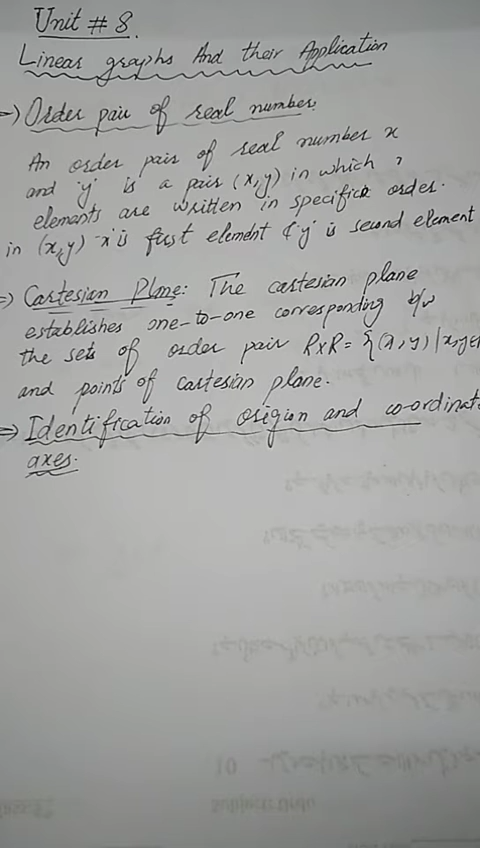 Unit # 8.
Linear graphs And their Application
=> Order pair of real number.
An order pair of real number x
and 'y' is a pair (x,y) in which
elements are written in specific order.
in (x,y) 'x' is first element & 'y' is second element
=> Cartesian Plane: The cartesian plane
establishes one-to-one corresponding b/w
the sets of order pair RxR = {(x,y) | x,y ∈
and points of cartesian plane.
=> Identification of origion and co-ordinat
axes.